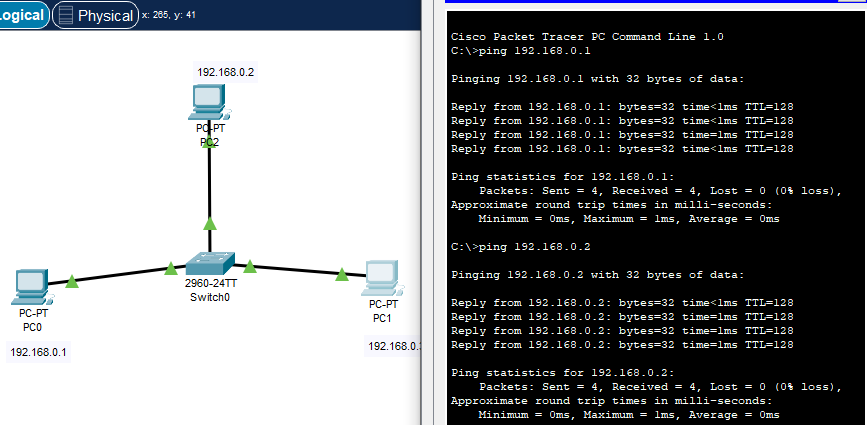 Logical
Physical
x: 265, y: 41
192.168.0.2
PC-PT
PC2
2960-24TT
Switch0
PC-PT
PC0
192.168.0.1
PC-PT
PC1
192.168.0.
Cisco Packet Tracer PC Command Line 1.0
C:\>ping 192.168.0.1
Pinging 192.168.0.1 with 32 bytes of data:
Reply from 192.168.0.1: bytes=32 time<1ms TTL=128
Reply from 192.168.0.1: bytes=32 time<1ms TTL=128
Reply from 192.168.0.1: bytes=32 time<1ms TTL=128
Reply from 192.168.0.1: bytes=32 time<1ms TTL=128
Ping statistics for 192.168.0.1:
Packets: Sent = 4, Received = 4, Lost = 0 (0% loss),
Approximate round trip times in milli-seconds:
Minimum = 0ms, Maximum = 1ms, Average = 0ms
C:\>ping 192.168.0.2
Pinging 192.168.0.2 with 32 bytes of data:
Reply from 192.168.0.2: bytes=32 time<1ms TTL=128
Reply from 192.168.0.2: bytes=32 time=1ms TTL=128
Reply from 192.168.0.2: bytes=32 time=1ms TTL=128
Reply from 192.168.0.2: bytes=32 time<1ms TTL=128
Ping statistics for 192.168.0.2:
Packets: Sent = 4, Received = 4, Lost = 0 (0% loss),
Approximate round trip times in milli-seconds:
Minimum = 0ms, Maximum = 1ms, Average = 0ms